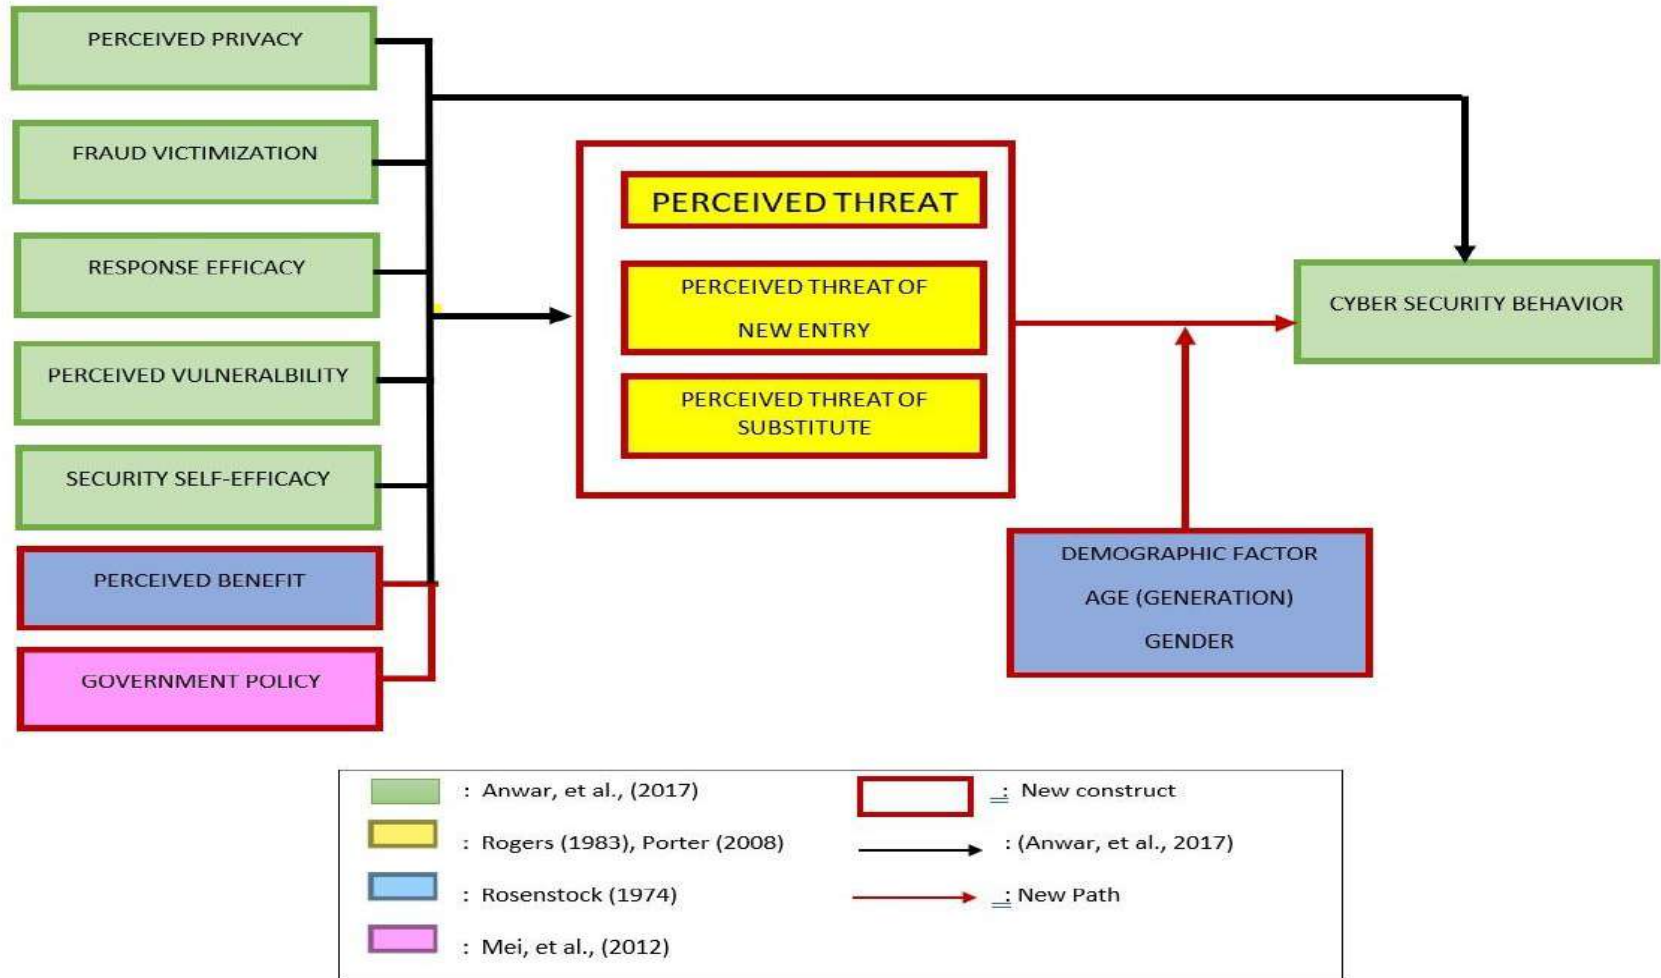 PERCEIVED PRIVACY
FRAUD VICTIMIZATION
RESPONSE EFFICACY
PERCEIVED VULNERALBILITY
SECURITY SELF-EFFICACY
PERCEIVED BENEFIT
GOVERNMENT POLICY
PERCEIVED THREAT
PERCEIVED THREAT OF
NEW ENTRY
PERCEIVED THREAT OF
SUBSTITUTE
CYBER SECURITY BEHAVIOR
DEMOGRAPHIC FACTOR
AGE (GENERATION)
GENDER
: Anwar, et al., (2017)
: Rogers (1983), Porter (2008)
: Rosenstock (1974)
: Mei, et al., (2012)
: New construct
: (Anwar, et al., 2017)
: New Path